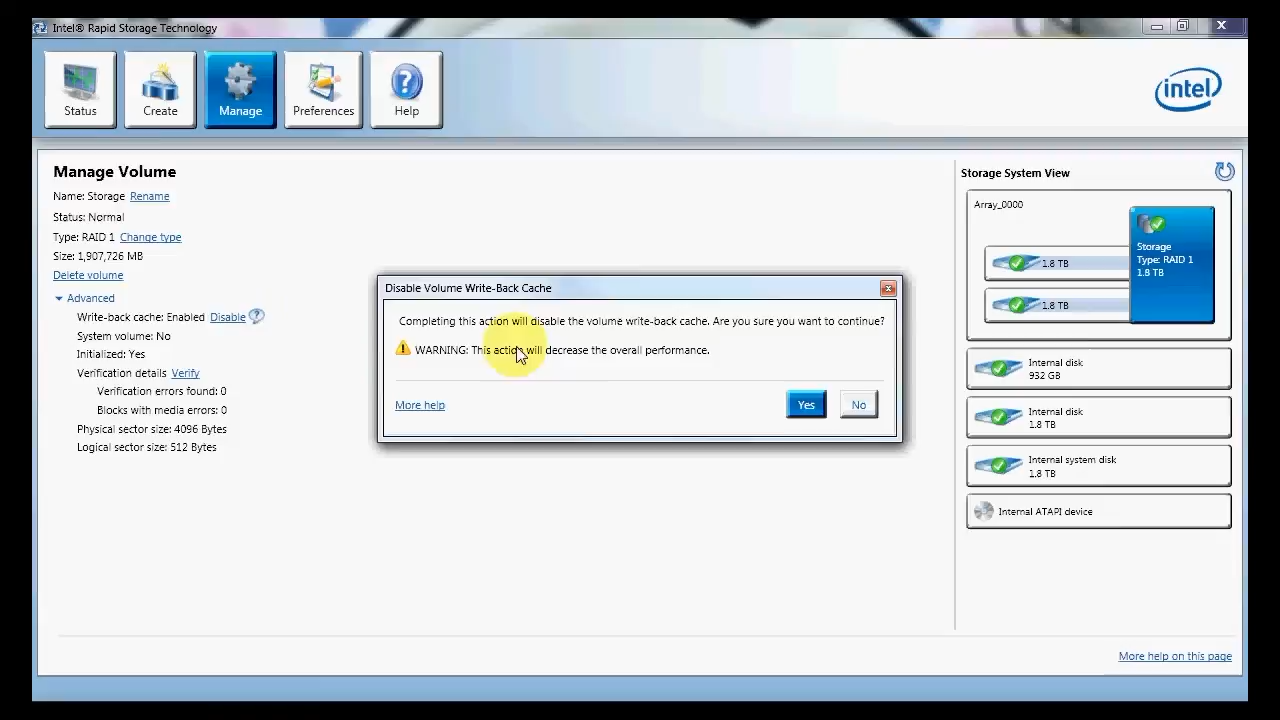 Intel® Rapid Storage Technology
Status
Create
Manage
Preferences
Help
intel
Manage Volume
Name: Storage Rename
Status: Normal
Type: RAID 1 Change type
Size: 1,907,726 MB
Delete volume
Advanced
Write-back cache: Enabled Disable
System volume: No
Initialized: Yes
Verification details Verify
Verification errors found: 0
Blocks with media errors: 0
Physical sector size: 4096 Bytes
Logical sector size: 512 Bytes
Disable Volume Write-Back Cache
Completing this action will disable the volume write-back cache. Are you sure you want to continue?
WARNING: This action will decrease the overall performance.
More help
Yes
No
Storage System View
Array_0000
1.8 TB
1.8 TB
Storage
Type: RAID 1
1.8 TB
Internal disk
932 GB
Internal disk
1.8 TB
Internal system disk
1.8 TB
Internal ATAPI device
More help on this page